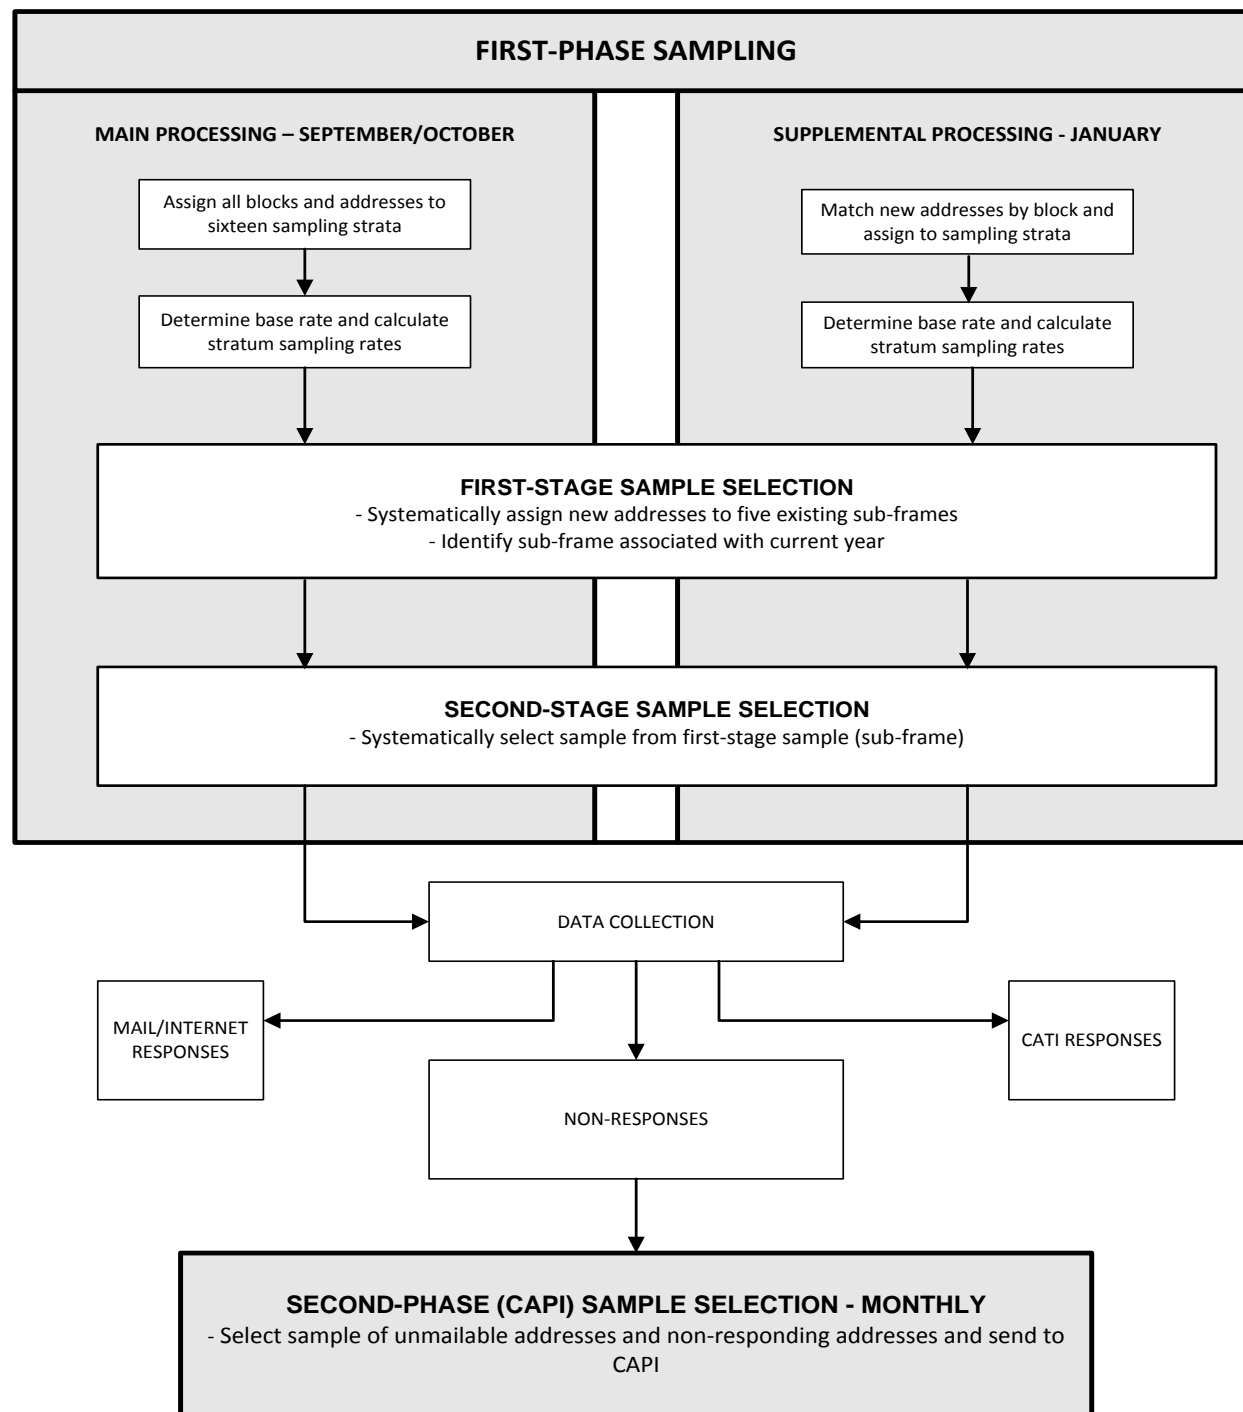 FIRST-PHASE SAMPLING
MAIN PROCESSING – SEPTEMBER/OCTOBER
Assign all blocks and addresses to
sixteen sampling strata
Determine base rate and calculate
stratum sampling rates
SUPPLEMENTAL PROCESSING - JANUARY
Match new addresses by block and
assign to sampling strata
Determine base rate and calculate
stratum sampling rates
FIRST-STAGE SAMPLE SELECTION
- Systematically assign new addresses to five existing sub-frames
- Identify sub-frame associated with current year
SECOND-STAGE SAMPLE SELECTION
- Systematically select sample from first-stage sample (sub-frame)
DATA COLLECTION
MAIL/INTERNET
RESPONSES
CATI RESPONSES
NON-RESPONSES
SECOND-PHASE (CAPI) SAMPLE SELECTION - MONTHLY
- Select sample of unmailable addresses and non-responding addresses and send to
CAPI